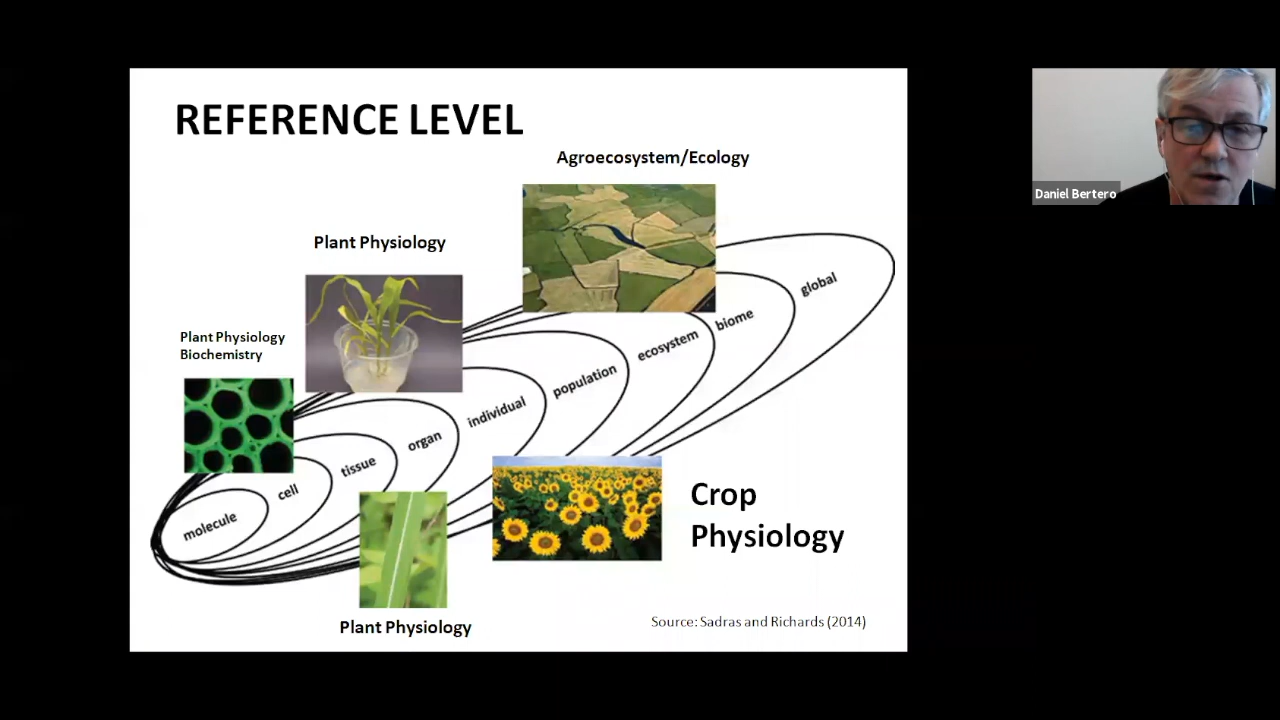 REFERENCE LEVEL
Agroecosystem/Ecology
Plant Physiology
Plant Physiology
Biochemistry
molecule
cell
tissue
organ
individual
population
ecosystem
biome
global
Crop
Physiology
Plant Physiology
Source: Sadras and Richards (2014)
Daniel Bertero